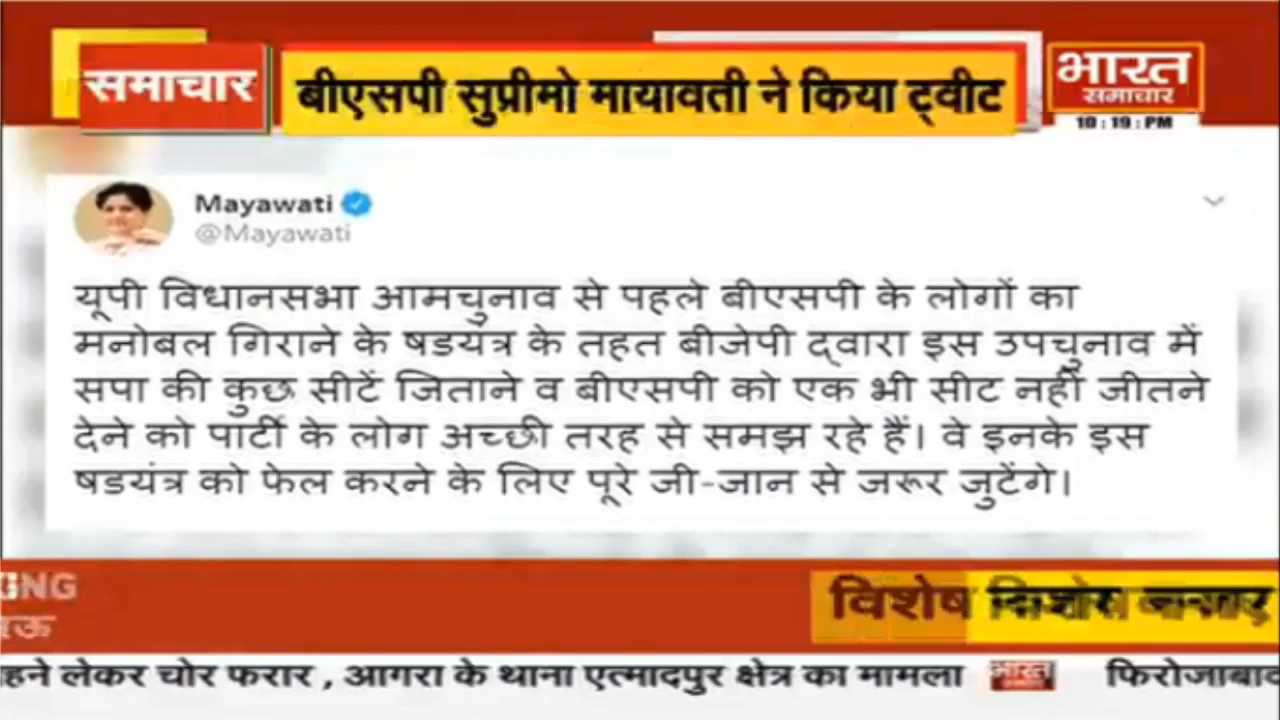 समाचार
बीएसपी सुप्रीमो मायावती ने किया ट्वीट
भारत
समाचार
10:19:PM
Mayawati
@Mayawati
यूपी विधानसभा आमचुनाव से पहले बीएसपी के लोगों का
मनोबल गिराने के षडयंत्र के तहत बीजेपी द्वारा इस उपचुनाव में
सपा की कुछ सीटें जिताने व बीएसपी को एक भी सीट नहीं जीतने
देने को पार्टी के लोग अच्छी तरह से समझ रहे हैं। वे इनके इस
षडयंत्र को फेल करने के लिए पूरे जी-जान से जरूर जुटेंगे।
विशेष
लेकर चोर फरार , आगरा के थाना एत्मादपुर क्षेत्र का मामला भारत फिरोजाबाद